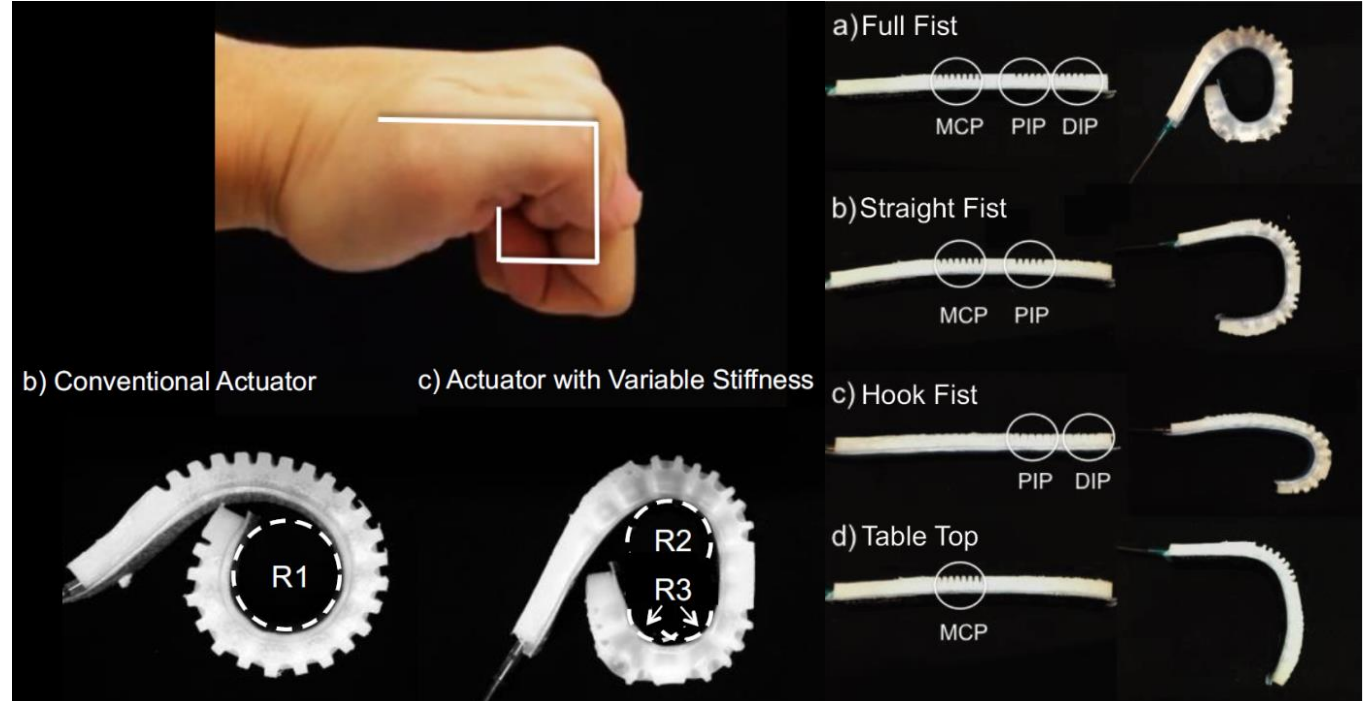 b) Conventional Actuator
c) Actuator with Variable Stiffness
R1
R2
R3
a) Full Fist
MCP PIP DIP
b) Straight Fist
MCP PIP
c) Hook Fist
PIP DIP
d) Table Top
MCP